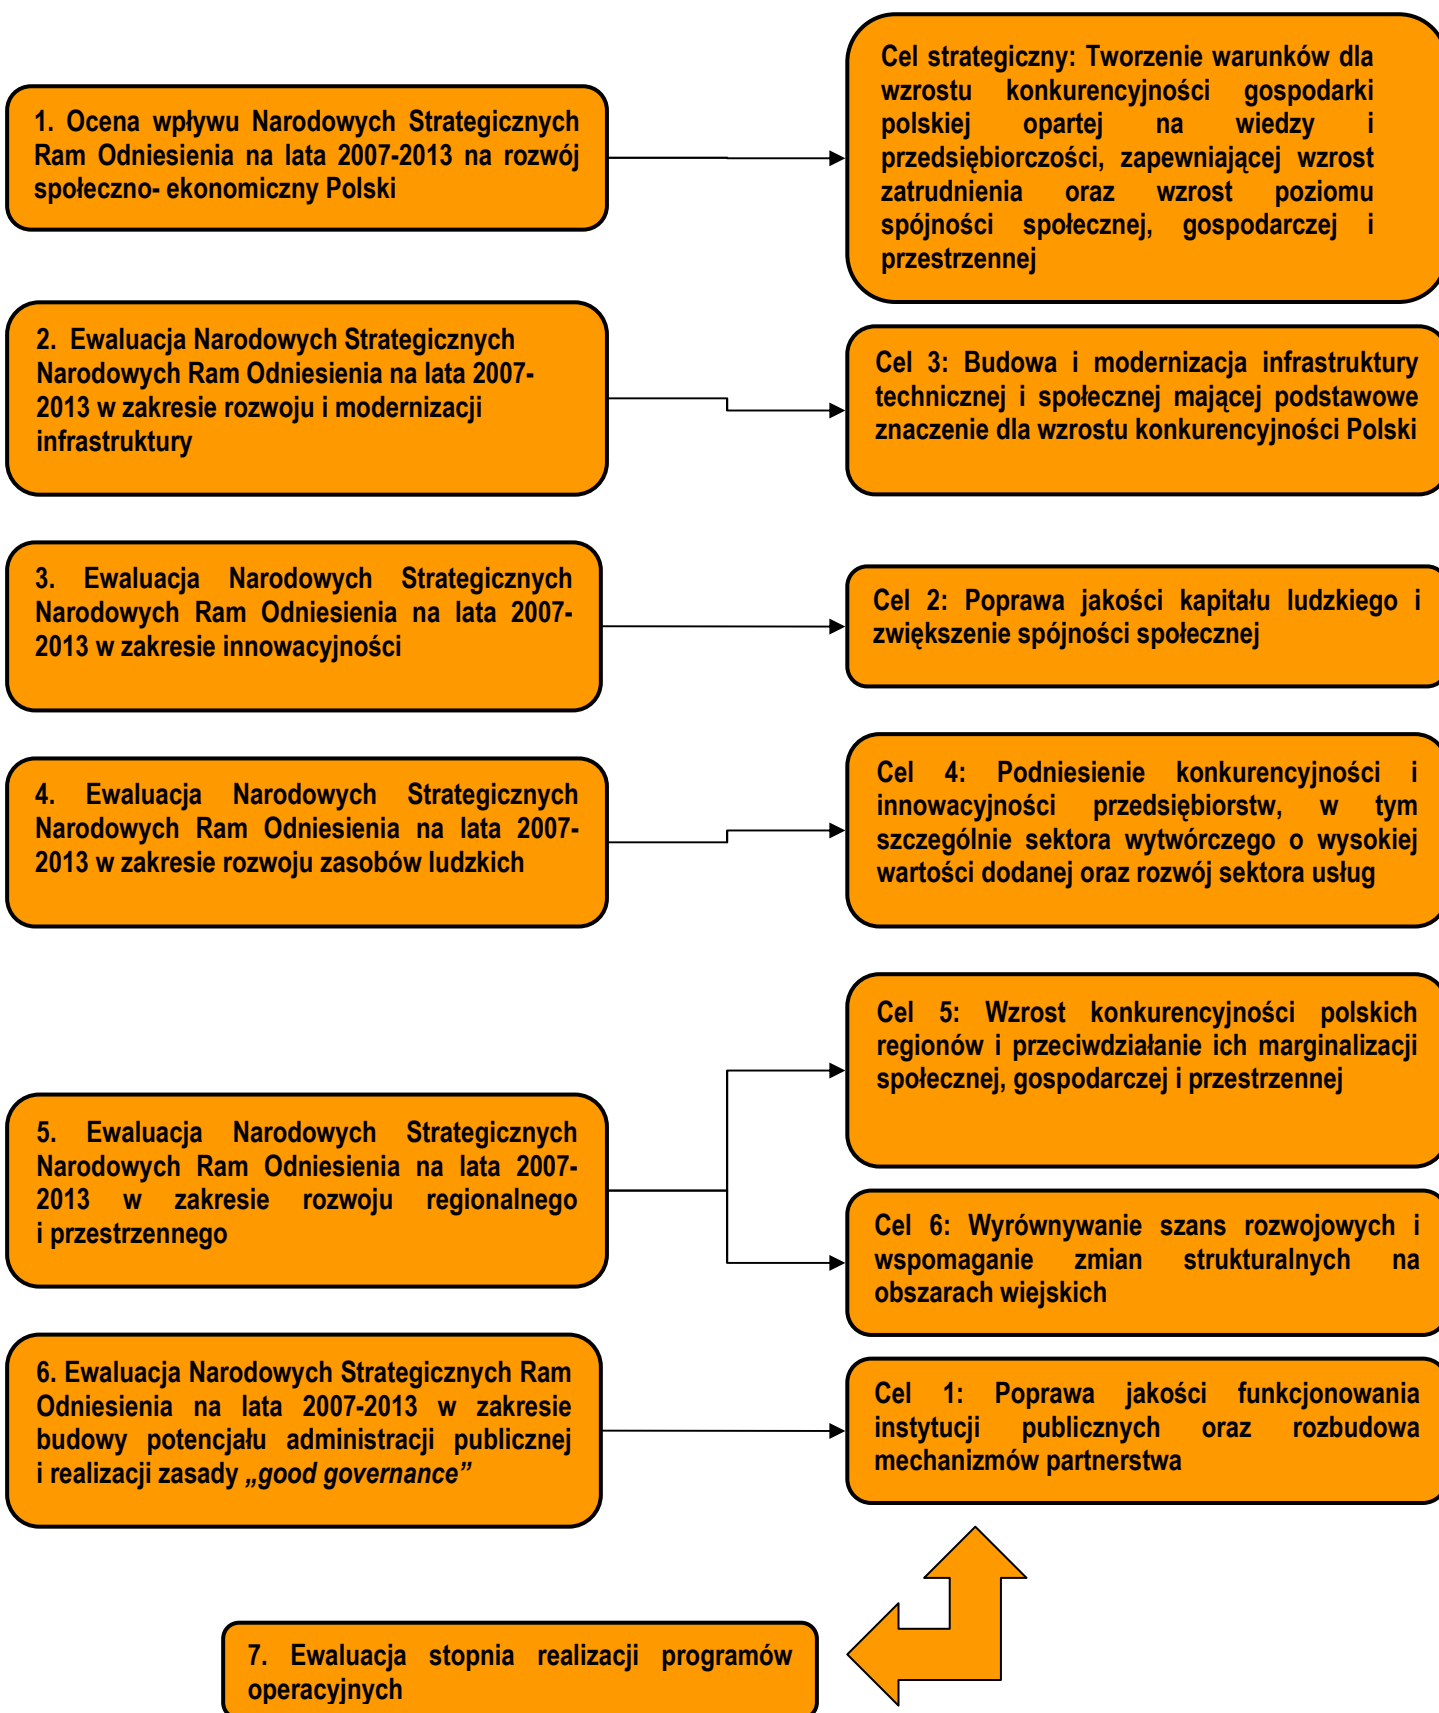 1. Ocena wpływu Narodowych Strategicznych
Ram Odniesienia na lata 2007-2013 na rozwój
społeczno- ekonomiczny Polski
Cel strategiczny: Tworzenie warunków dla
wzrostu konkurencyjności gospodarki
polskiej opartej na wiedzy i
przedsiębiorczości, zapewniającej wzrost
zatrudnienia oraz wzrost poziomu
spójności społecznej, gospodarczej i
przestrzennej
2. Ewaluacja Narodowych Strategicznych
Narodowych Ram Odniesienia na lata 2007-
2013 w zakresie rozwoju i modernizacji
infrastruktury
Cel 3: Budowa i modernizacja infrastruktury
technicznej i społecznej mającej podstawowe
znaczenie dla wzrostu konkurencyjności Polski
3. Ewaluacja Narodowych Strategicznych
Narodowych Ram Odniesienia na lata 2007-
2013 w zakresie innowacyjności
Cel 2: Poprawa jakości kapitału ludzkiego i
zwiększenie spójności społecznej
4. Ewaluacja Narodowych Strategicznych
Narodowych Ram Odniesienia na lata 2007-
2013 w zakresie rozwoju zasobów ludzkich
Cel 4: Podniesienie konkurencyjności i
innowacyjności przedsiębiorstw, w tym
szczególnie sektora wytwórczego o wysokiej
wartości dodanej oraz rozwój sektora usług
5. Ewaluacja Narodowych Strategicznych
Narodowych Ram Odniesienia na lata 2007-
2013 w zakresie rozwoju regionalnego
i przestrzennego
Cel 5: Wzrost konkurencyjności polskich
regionów i przeciwdziałanie ich marginalizacji
społecznej, gospodarczej i przestrzennej
Cel 6: Wyrównywanie szans rozwojowych i
wspomaganie zmian strukturalnych na
obszarach wiejskich
6. Ewaluacja Narodowych Strategicznych Ram
Odniesienia na lata 2007-2013 w zakresie
budowy potencjału administracji publicznej
i realizacji zasady „good governance”
Cel 1: Poprawa jakości funkcjonowania
instytucji publicznych oraz rozbudowa
mechanizmów partnerstwa
7. Ewaluacja stopnia realizacji programów
operacyjnych